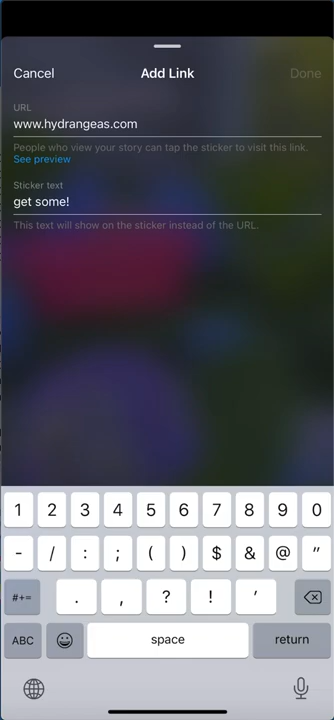 Cancel Add Link Done
URL
www.hydrangeas.com
People who view your story can tap the sticker to visit this link.
See preview
Sticker text
get some!
This text will show on the sticker instead of the URL.
1 2 3 4 5 6 7 8 9 0
- / : ; ( ) $ & @ "
#+= . , ? ! '
ABC space return